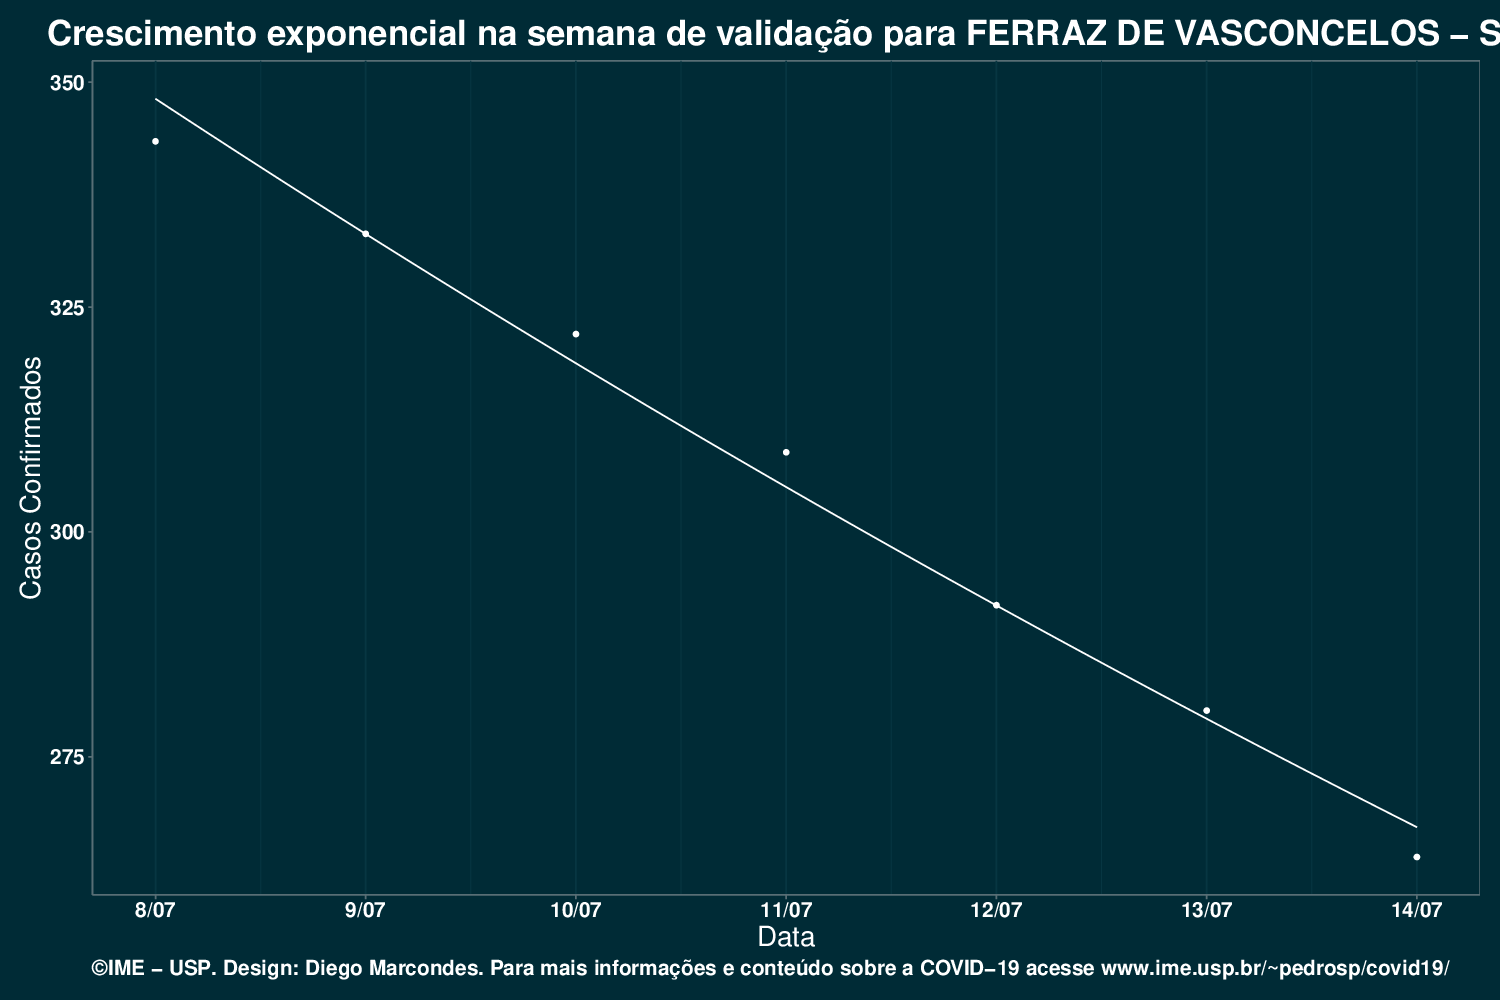 Crescimento exponencial na semana de validação para FERRAZ DE VASCONCELOS – S
350
325
300
275
Casos Confirmados
8/07 9/07 10/07 11/07 12/07 13/07 14/07
Data
©IME – USP. Design: Diego Marcondes. Para mais informações e conteúdo sobre a COVID–19 acesse www.ime.usp.br/~pedrosp/covid19/